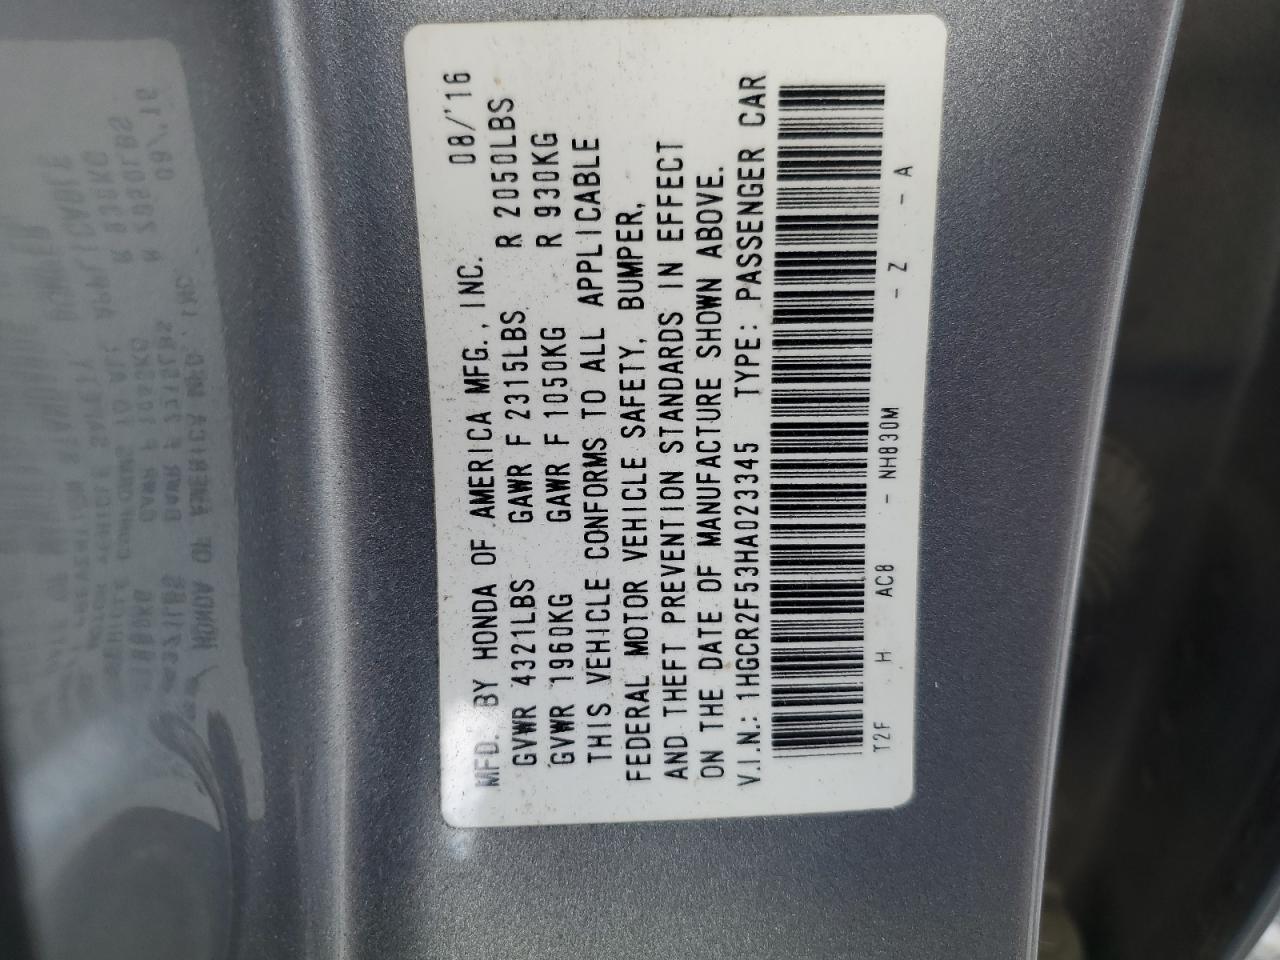 MFD. BY HONDA OF AMERICA MFG., INC. 08/'16
GVWR 4321LBS GAWR F 2315LBS R 2050LBS
GVWR 1960KG GAWR F 1050KG R 930KG
THIS VEHICLE CONFORMS TO ALL APPLICABLE
FEDERAL MOTOR VEHICLE SAFETY, BUMPER,
AND THEFT PREVENTION STANDARDS IN EFFECT
ON THE DATE OF MANUFACTURE SHOWN ABOVE.
V.I.N.: 1HGCR2F53HA023345 TYPE: PASSENGER CAR
T2F H AC8 - NH830M - Z - A